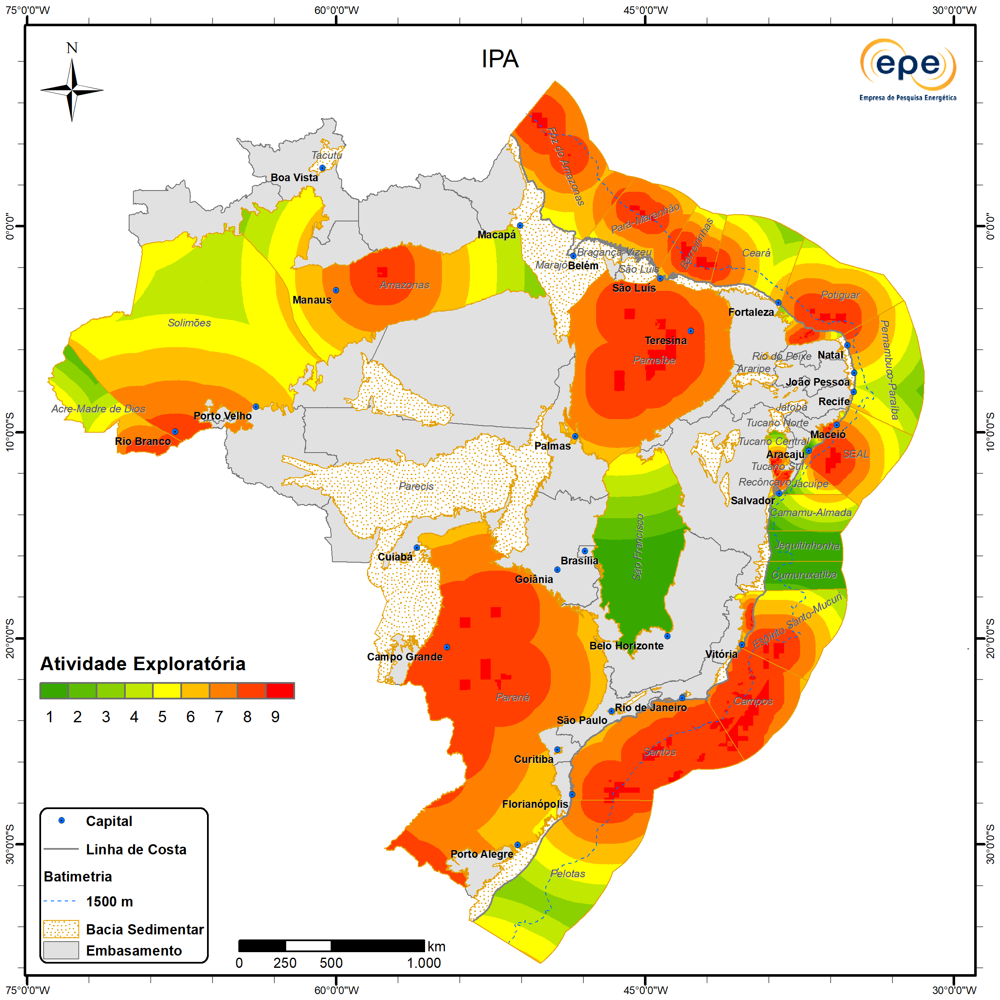 75°0'0"W
60°0'0"W
45°0'0"W
30°0'0"W
N
IPA
epe
Empresa de Pesquisa Energética
Tacutu
Boa Vista
Foz do Amazonas
Pará-Maranhão
0°0'0"
0°0'0"
Macapá
Barreirinhas
Ceará
Bragança-Vizeu
Marajó
Belém
São Luís
São Luís
Amazonas
Manaus
Potiguar
Fortaleza
Solimões
Teresina
Parnaíba
Rio do Peixe
Natal
Araripe
João Pessoa
Pernambuco-Paraíba
Recife
Jatobá
Acre-Madre de Dios
Porto Velho
Tucano Norte
10°0'0"S
10°0'0"S
Rio Branco
Palmas
Maceió
Tucano Central
Aracaju
SEAL
Tucano Sul
Recôncavo
Jacuípe
Parecis
Salvador
Camamu-Almada
São Francisco
Jequitinhonha
Cuiabá
Brasília
Goiânia
Cumuruxatiba
Espírito Santo-Mucuri
20°0'0"S
20°0'0"S
Belo Horizonte
Vitória
Campo Grande
Atividade Exploratória
1 2 3 4 5 6 7 8 9
Paraná
Campos
Rio de Janeiro
São Paulo
Santos
Curitiba
Florianópolis
Porto Alegre
Pelotas
30°0'0"S
30°0'0"S
Capital
Linha de Costa
Batimetria
1500 m
Bacia Sedimentar
Embasamento
km
0 250 500 1.000
75°0'0"W
60°0'0"W
45°0'0"W
30°0'0"W